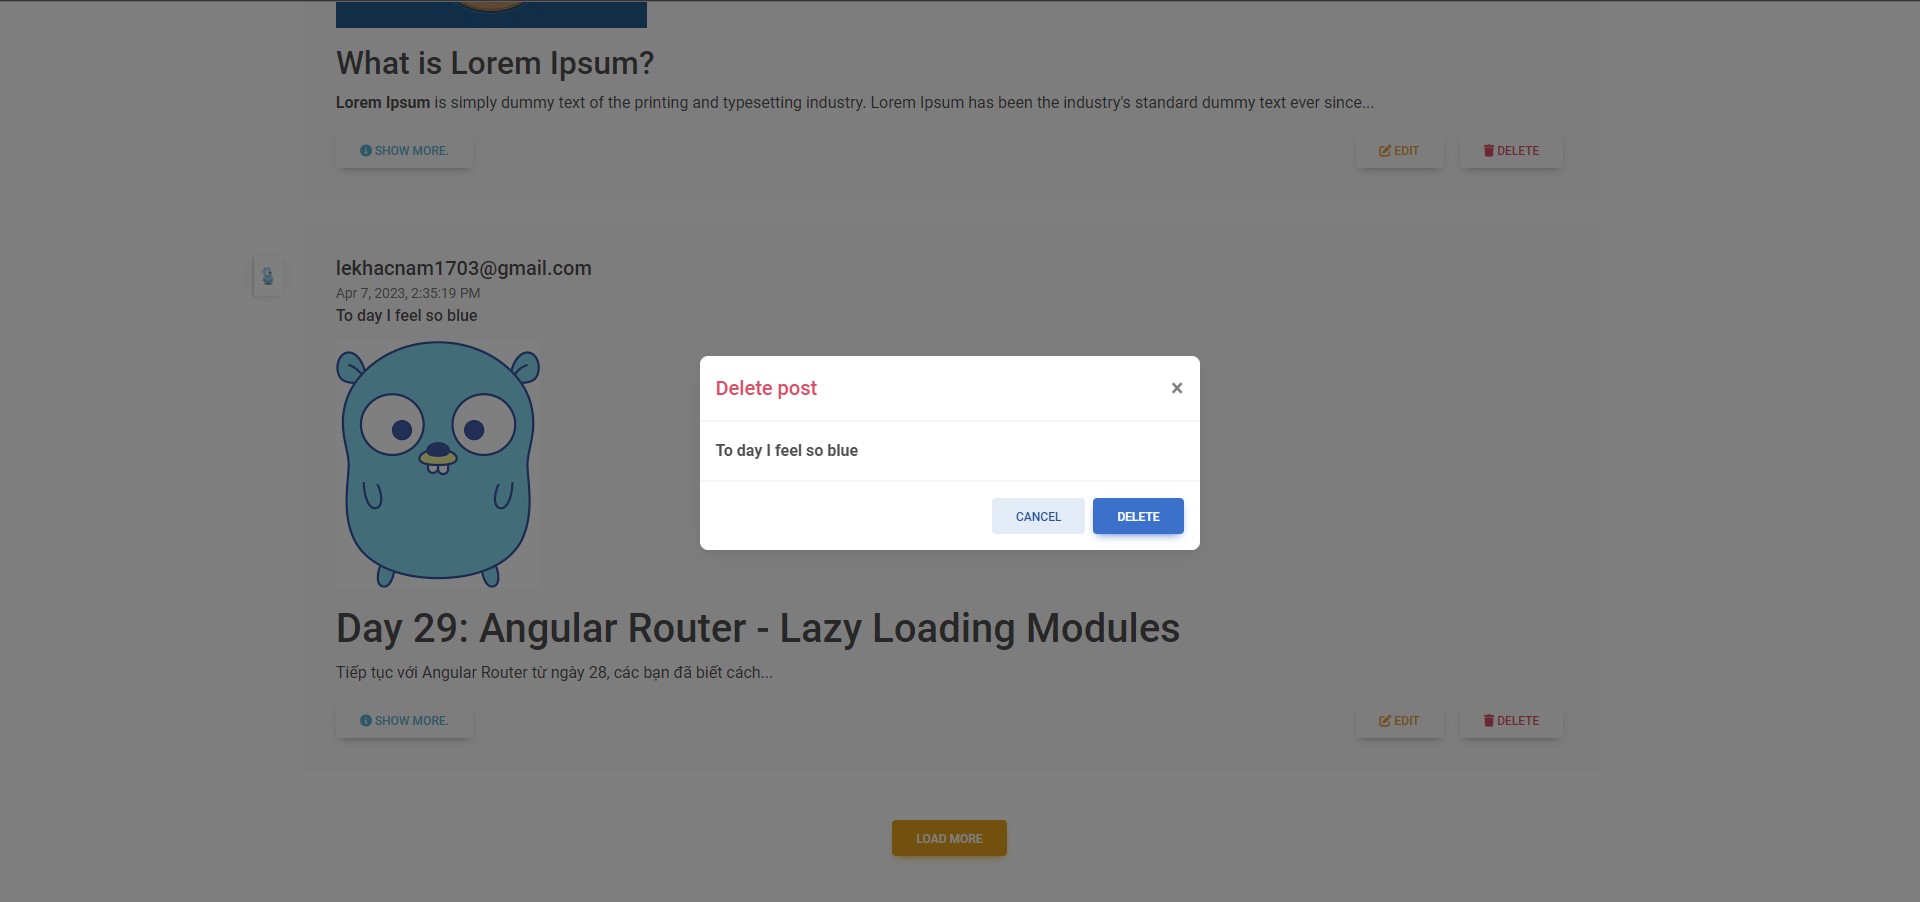 What is Lorem Ipsum?
Lorem Ipsum is simply dummy text of the printing and typesetting industry. Lorem Ipsum has been the industry's standard dummy text ever since...
SHOW MORE.
EDIT
DELETE
lekhacnam1703@gmail.com
Apr 7, 2023, 2:35:19 PM
To day I feel so blue
Delete post ×
To day I feel so blue
CANCEL DELETE
Day 29: Angular Router - Lazy Loading Modules
Tiếp tục với Angular Router từ ngày 28, các bạn đã biết cách...
SHOW MORE.
EDIT
DELETE
LOAD MORE